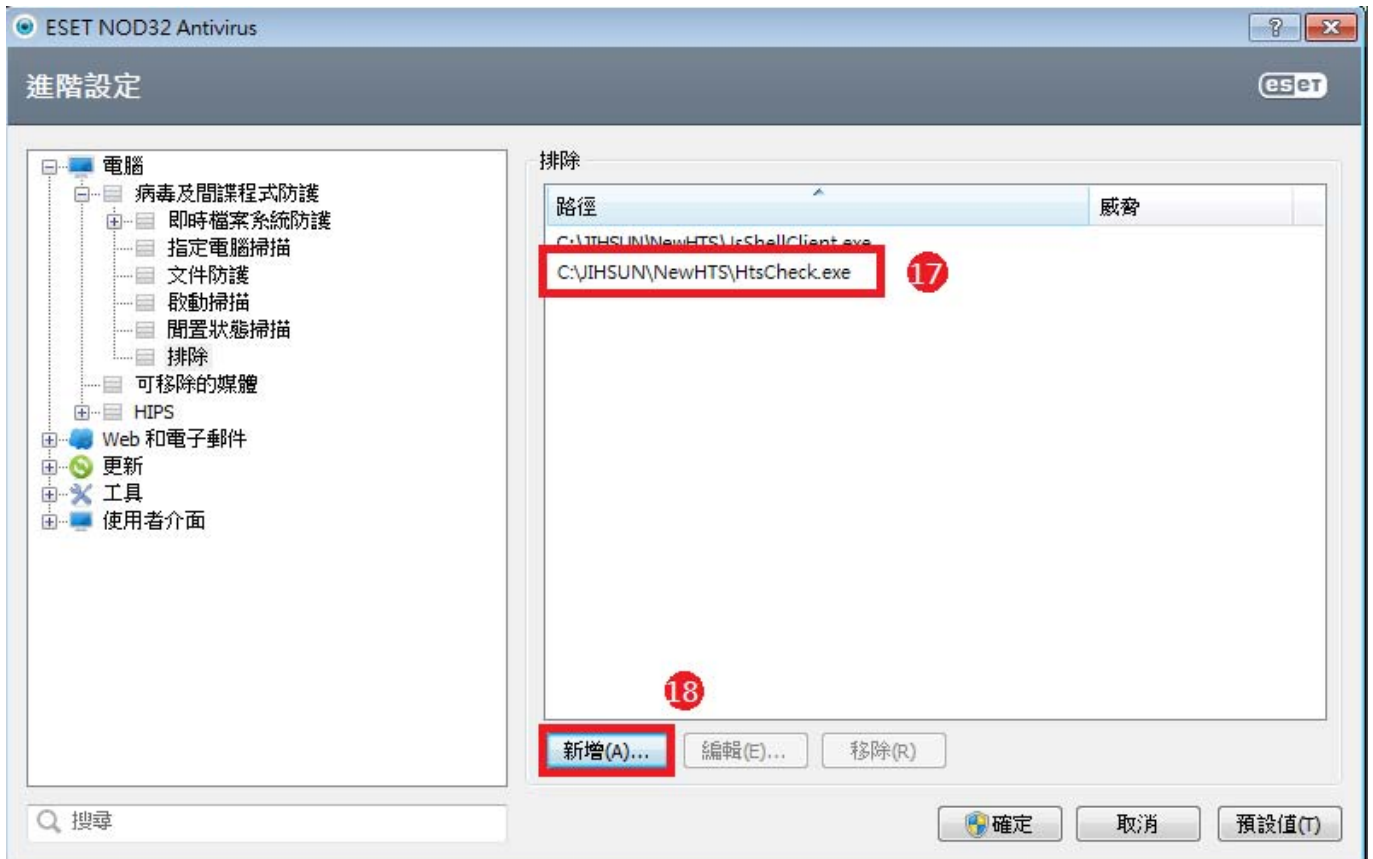 ESET NOD32 Antivirus
進階設定
eset
電腦
病毒及間諜程式防護
即時檔案系統防護
指定電腦掃描
文件防護
啟動掃描
閒置狀態掃描
排除
可移除的媒體
HIPS
Web 和電子郵件
更新
工具
使用者介面
搜尋
排除
路徑 威脅
C:\JIHSUN\NewHTS\JsShellClient.exe
C:\JIHSUN\NewHTS\HtsCheck.exe 17
18
新增(A)... 編輯(E)... 移除(R)
確定 取消 預設值(T)